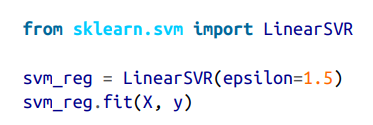 from sklearn.svm import LinearSVR
svm_reg = LinearSVR(epsilon=1.5)
svm_reg.fit(X, y)